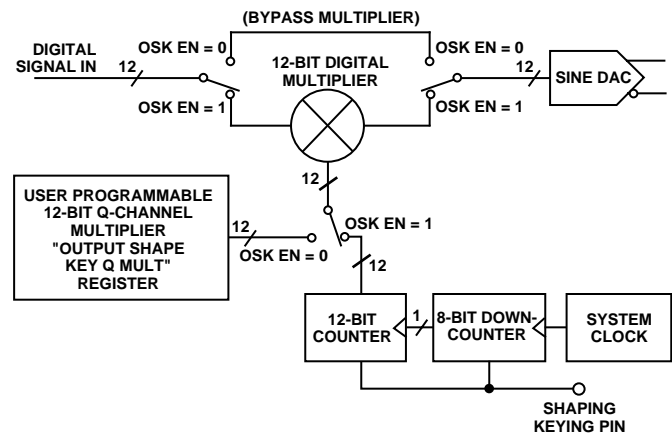 (BYPASS MULTIPLIER)
DIGITAL
SIGNAL IN
12
OSK EN = 0
OSK EN = 1
12-BIT DIGITAL
MULTIPLIER
OSK EN = 0
OSK EN = 1
12
SINE DAC
12
USER PROGRAMMABLE
12-BIT Q-CHANNEL
MULTIPLIER
"OUTPUT SHAPE
KEY Q MULT"
REGISTER
12
OSK EN = 0
OSK EN = 1
12
12-BIT
COUNTER
1
8-BIT DOWN-
COUNTER
SYSTEM
CLOCK
SHAPING
KEYING PIN